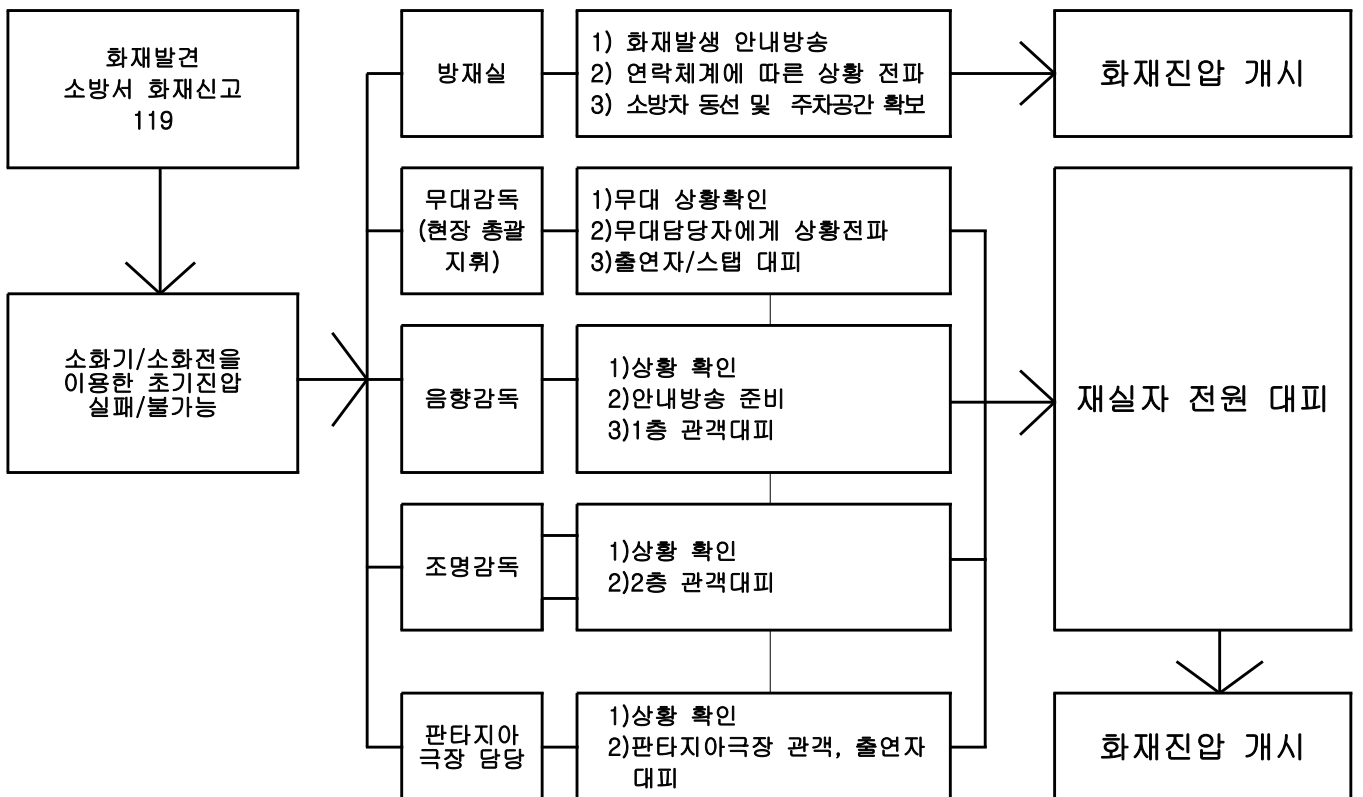 화재발견
소방서 화재신고
119
소화기/소화전을
이용한 초기진압
실패/불가능
방재실
1) 화재발생 안내방송
2) 연락체계에 따른 상황 전파
3) 소방차 동선 및 주차공간 확보
화재진압 개시
무대감독
(현장 총괄
지휘)
1)무대 상황확인
2)무대담당자에게 상황전파
3)출연자/스탭 대피
음향감독
1)상황 확인
2)안내방송 준비
3)1층 관객대피
조명감독
1)상황 확인
2)2층 관객대피
판타지아
극장 담당
1)상황 확인
2)판타지아극장 관객, 출연자
대피
재실자 전원 대피
화재진압 개시